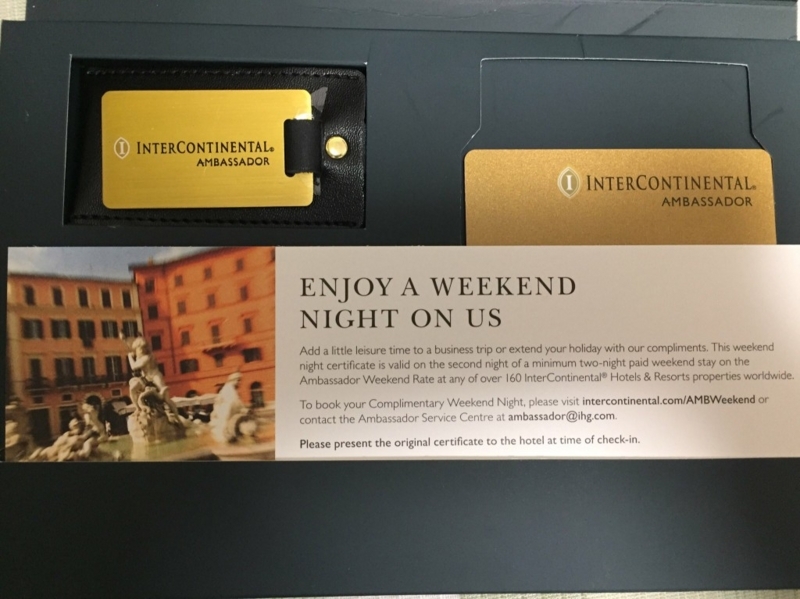 INTERCONTINENTAL®
AMBASSADOR
INTERCONTINENTAL®
AMBASSADOR
ENJOY A WEEKEND
NIGHT ON US
Add a little leisure time to a business trip or extend your holiday with our compliments. This weekend
night certificate is valid on the second night of a minimum two-night paid weekend stay on the
Ambassador Weekend Rate at any of over 160 InterContinental® Hotels & Resorts properties worldwide.
To book your Complimentary Weekend Night, please visit intercontinental.com/AMBWeekend or
contact the Ambassador Service Centre at ambassador@ihg.com.
Please present the original certificate to the hotel at time of check-in.